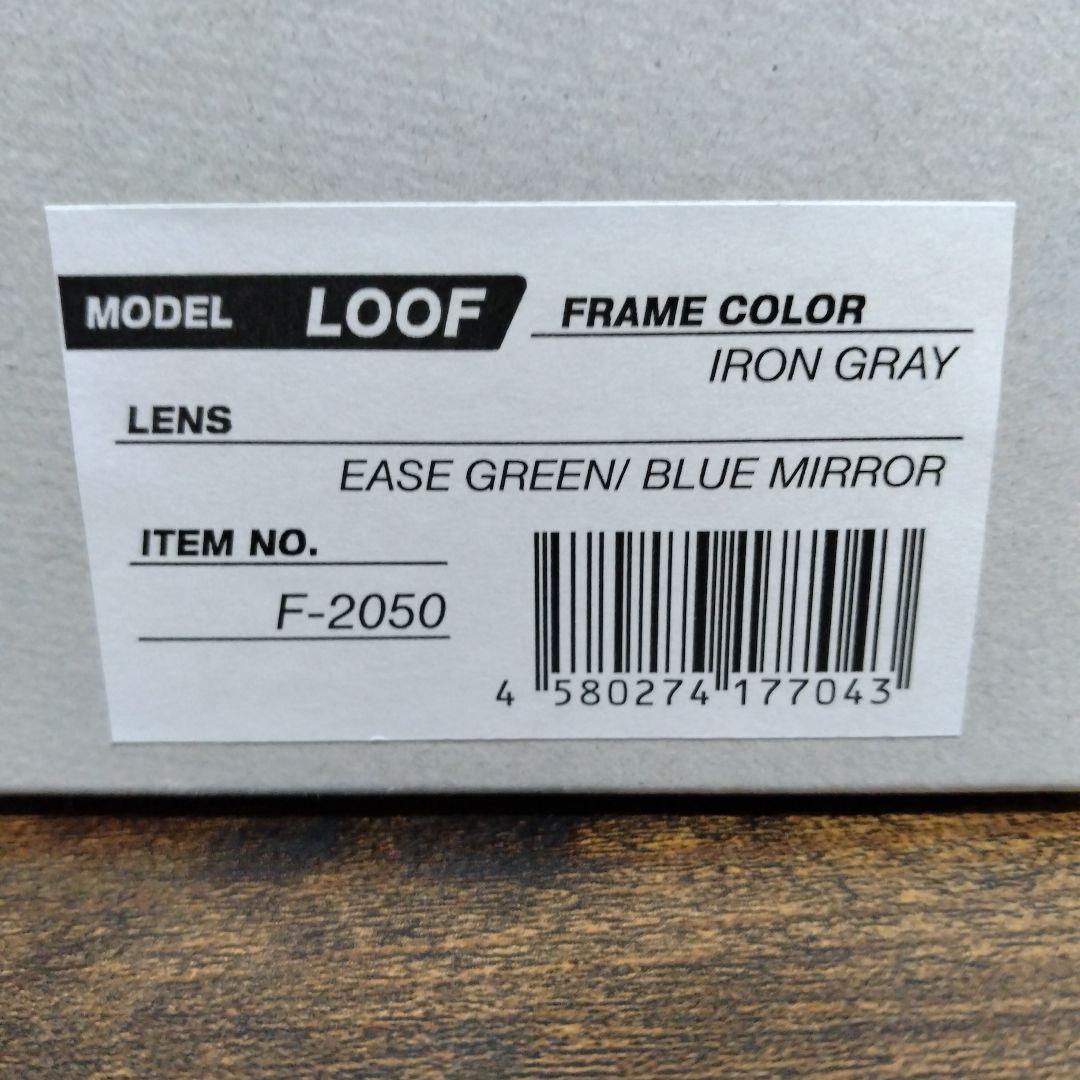 MODEL LOOF
FRAME COLOR
IRON GRAY
LENS
EASE GREEN/ BLUE MIRROR
ITEM NO.
F-2050
4 580274 177043